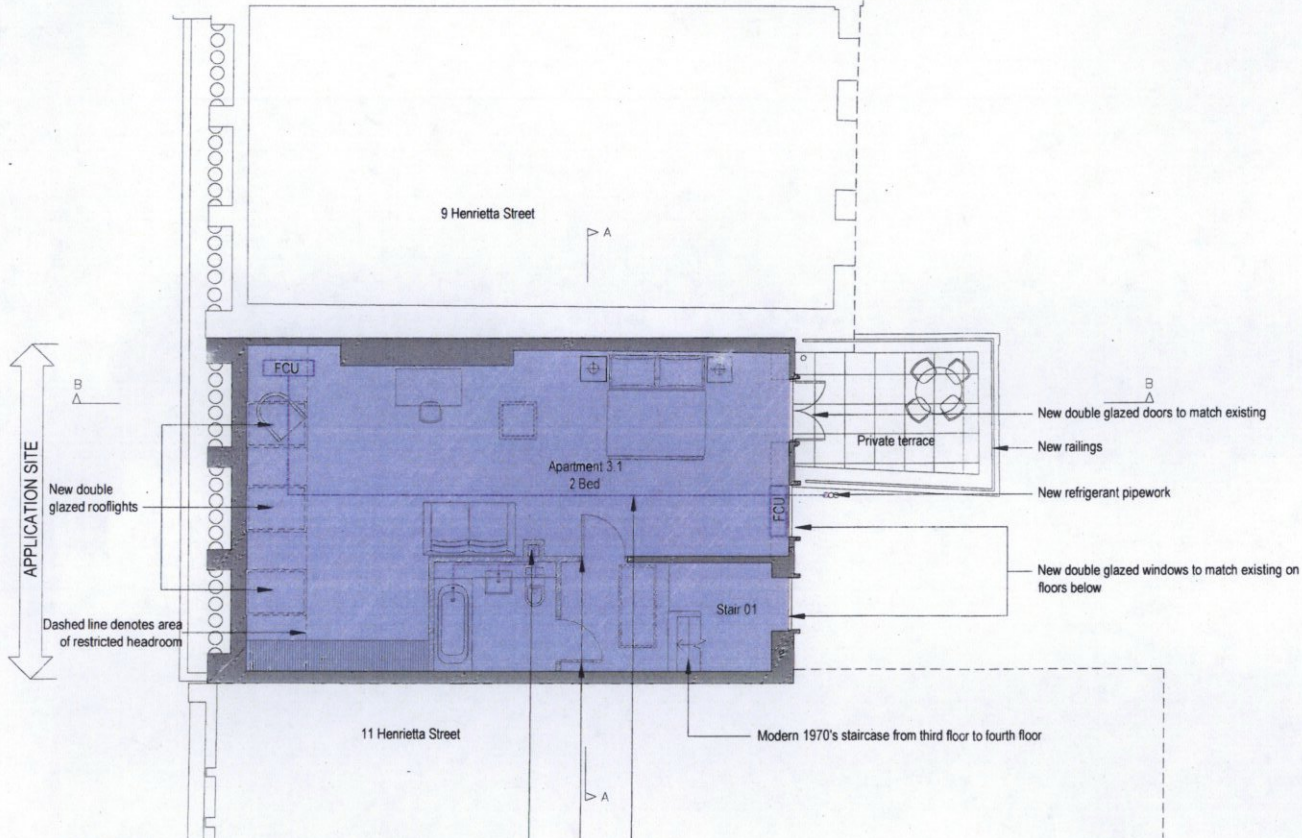 9 Henrietta Street
A
FCU
B
B
New double glazed doors to match existing
Private terrace
New railings
APPLICATION SITE
Apartment 3.1
2 Bed
New double
glazed rooflights
FCU
New refrigerant pipework
New double glazed windows to match existing on
floors below
Stair 01
Dashed line denotes area
of restricted headroom
11 Henrietta Street
Modern 1970's staircase from third floor to fourth floor
A